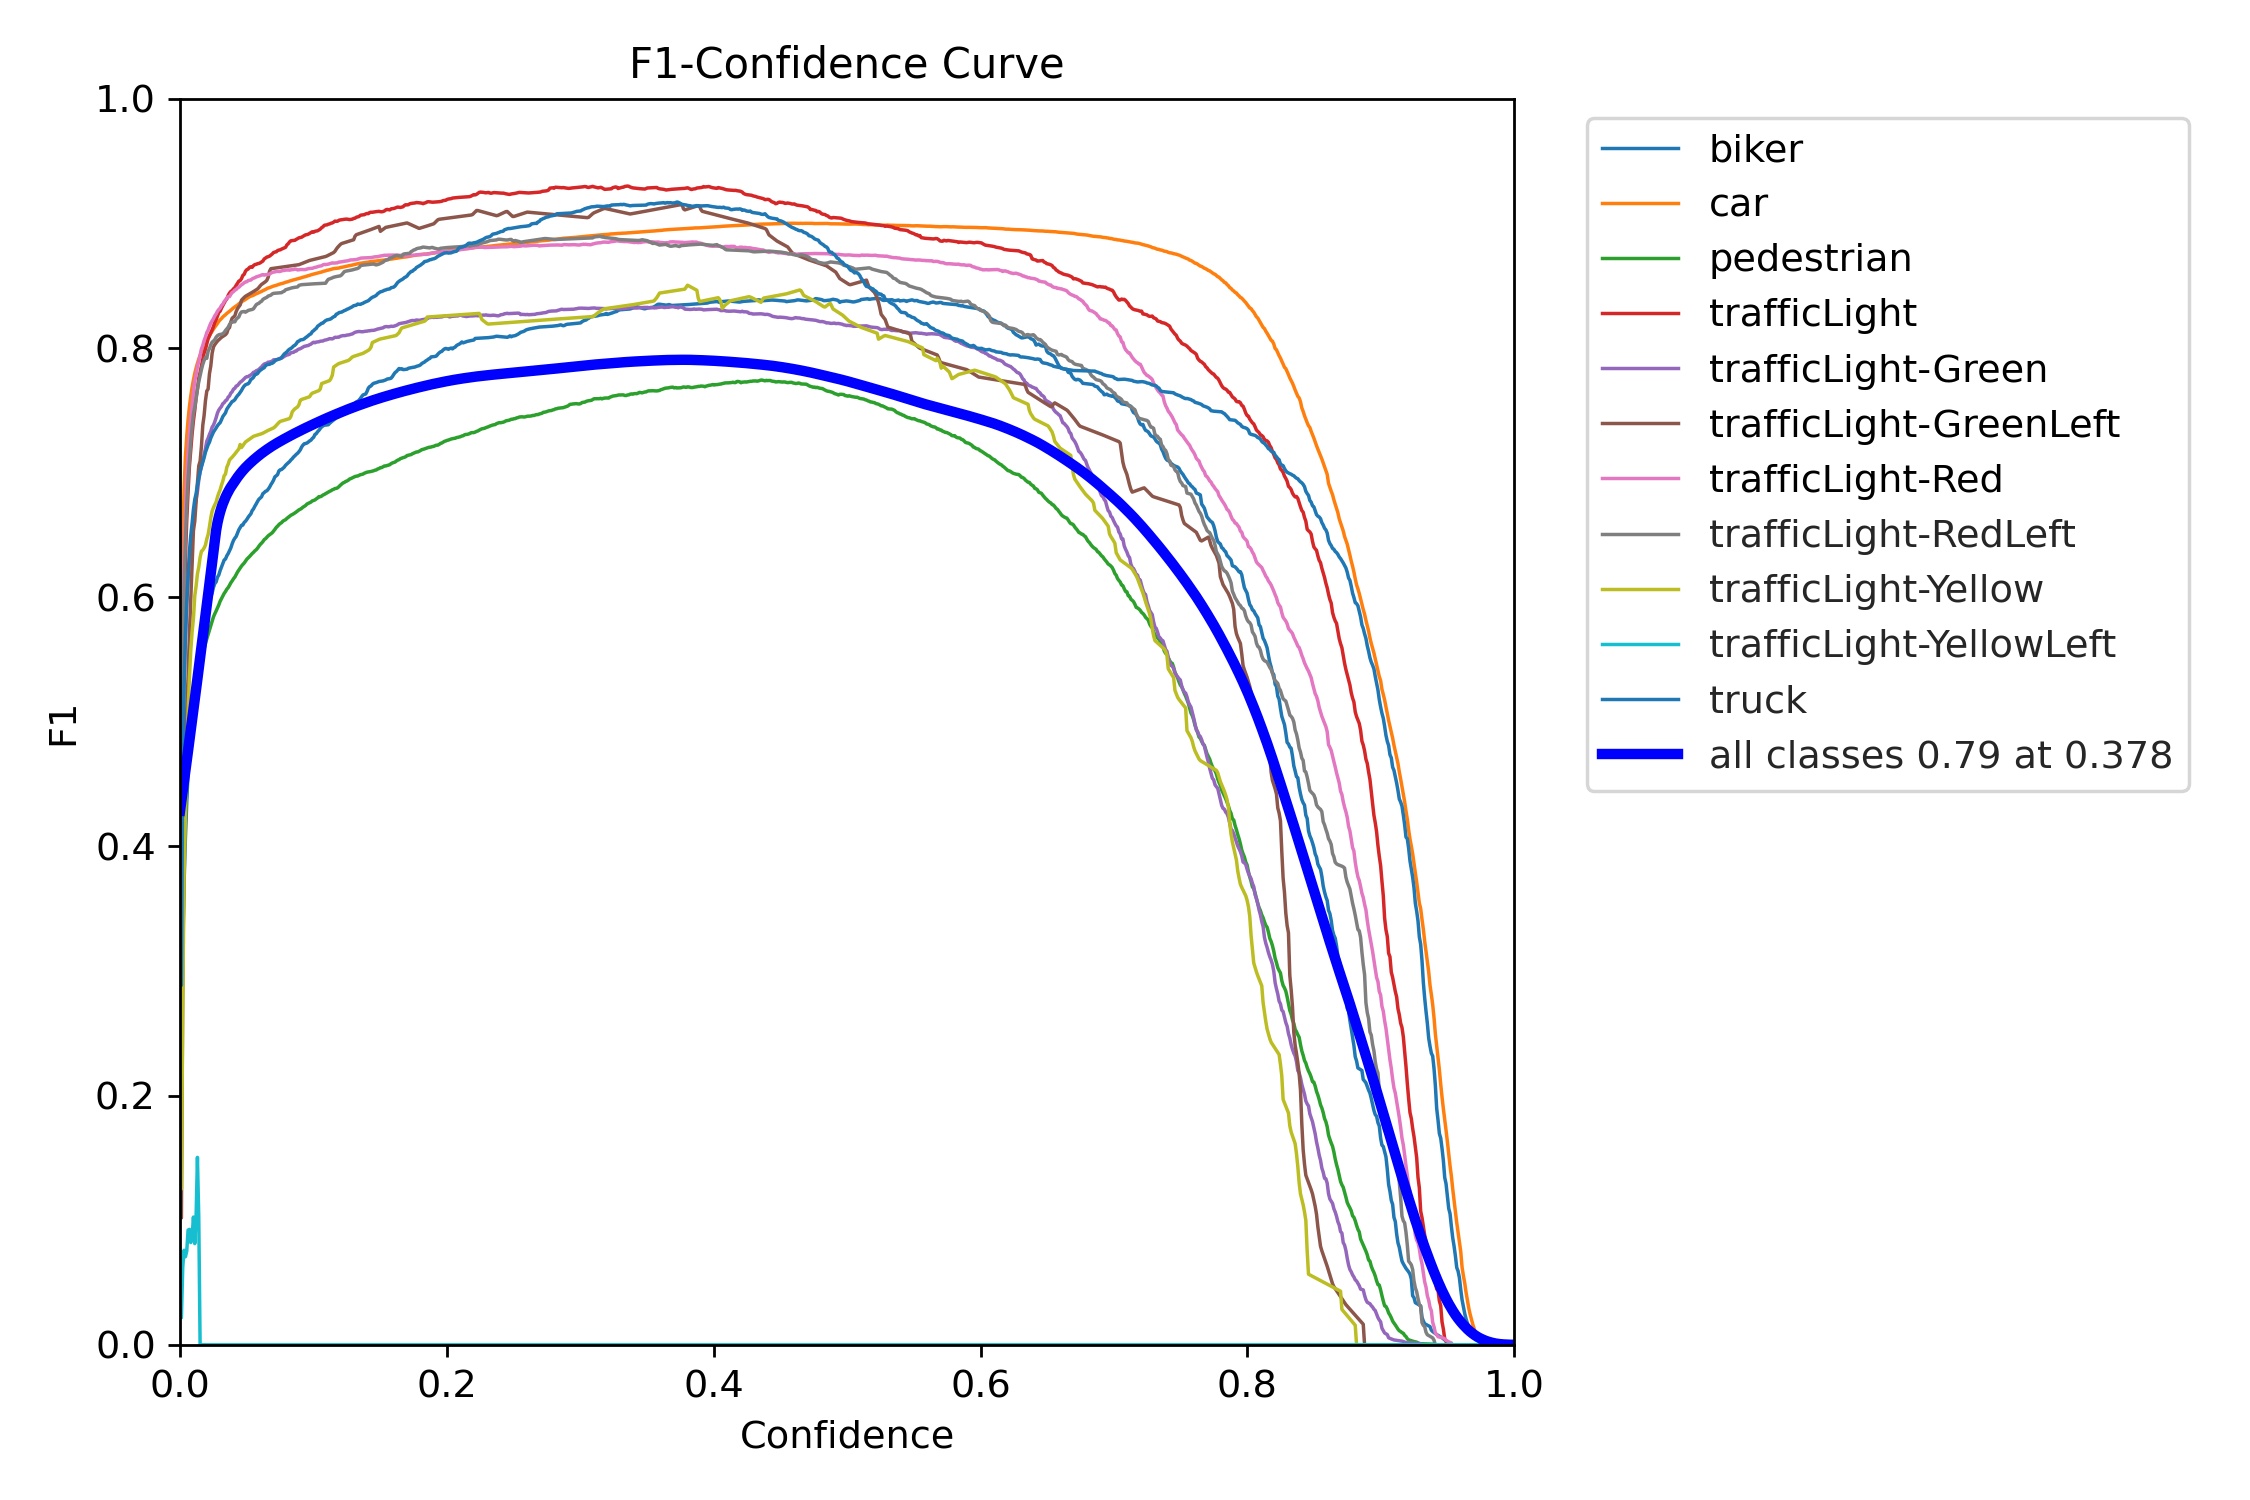 F1-Confidence Curve
1.0
0.8
0.6
0.4
0.2
0.0
F1
0.0 0.2 0.4 0.6 0.8 1.0
Confidence
biker
car
pedestrian
trafficLight
trafficLight-Green
trafficLight-GreenLeft
trafficLight-Red
trafficLight-RedLeft
trafficLight-Yellow
trafficLight-YellowLeft
truck
all classes 0.79 at 0.378